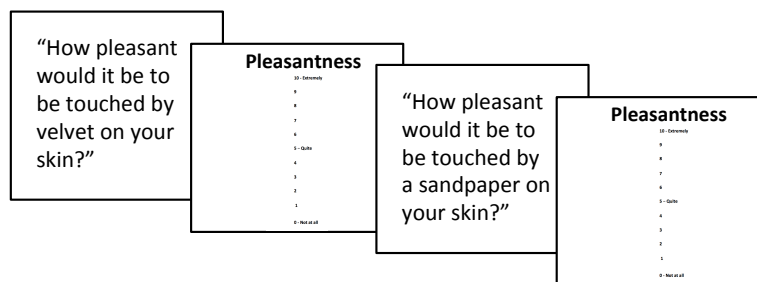 “How pleasant
would it be to
be touched by
velvet on your
skin?”
Pleasantness
10 - Extremely
9
8
7
6
5 – Quite
4
3
2
1
0 - Not at all
“How pleasant
would it be to
be touched by
a sandpaper on
your skin?”
Pleasantness
10 - Extremely
9
8
7
6
5 – Quite
4
3
2
1
0 - Not at all